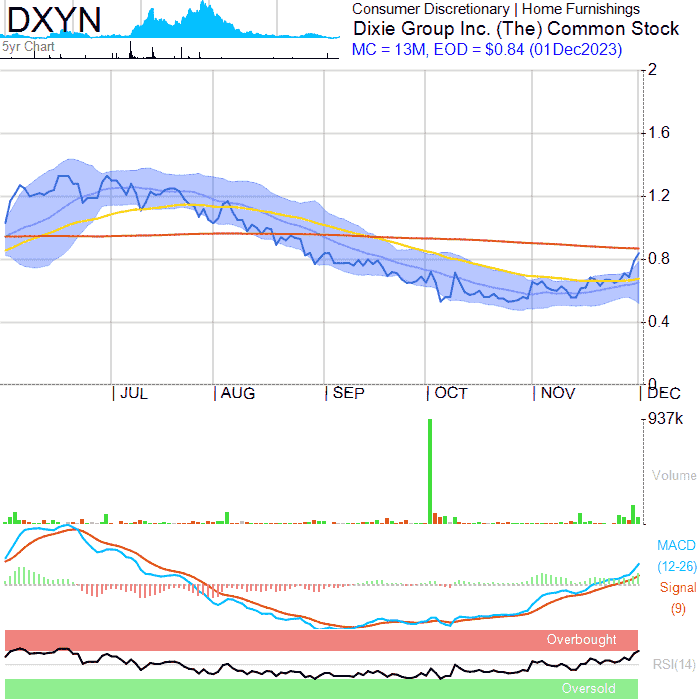 DXYN
5yr Chart
Consumer Discretionary | Home Furnishings
Dixie Group Inc. (The) Common Stock
MC = 13M, EOD = $0.84 (01Dec2023)
2
1.6
1.2
0.8
0.4
0
JUL AUG SEP OCT NOV DEC
937k
Volume
MACD
(12-26)
Signal
(9)
Overbought
RSI(14)
Oversold